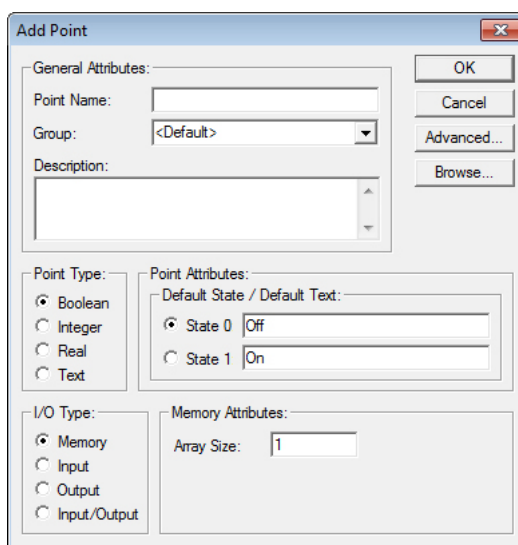 Add Point
General Attributes:
Point Name:
Group: <Default>
Description:
OK
Cancel
Advanced...
Browse...
Point Type:
Boolean
Integer
Real
Text
Point Attributes:
Default State / Default Text:
State 0 Off
State 1 On
I/O Type:
Memory
Input
Output
Input/Output
Memory Attributes:
Array Size: 1